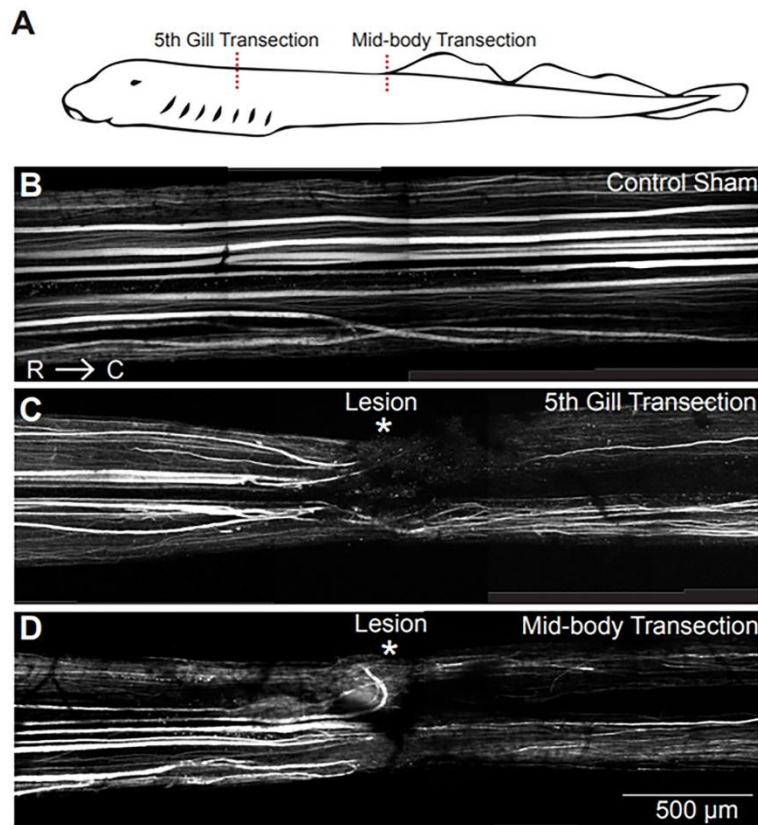 A
5th Gill Transection Mid-body Transection
B Control Sham
R → C
C Lesion 5th Gill Transection
*
D Lesion Mid-body Transection
*
500 µm